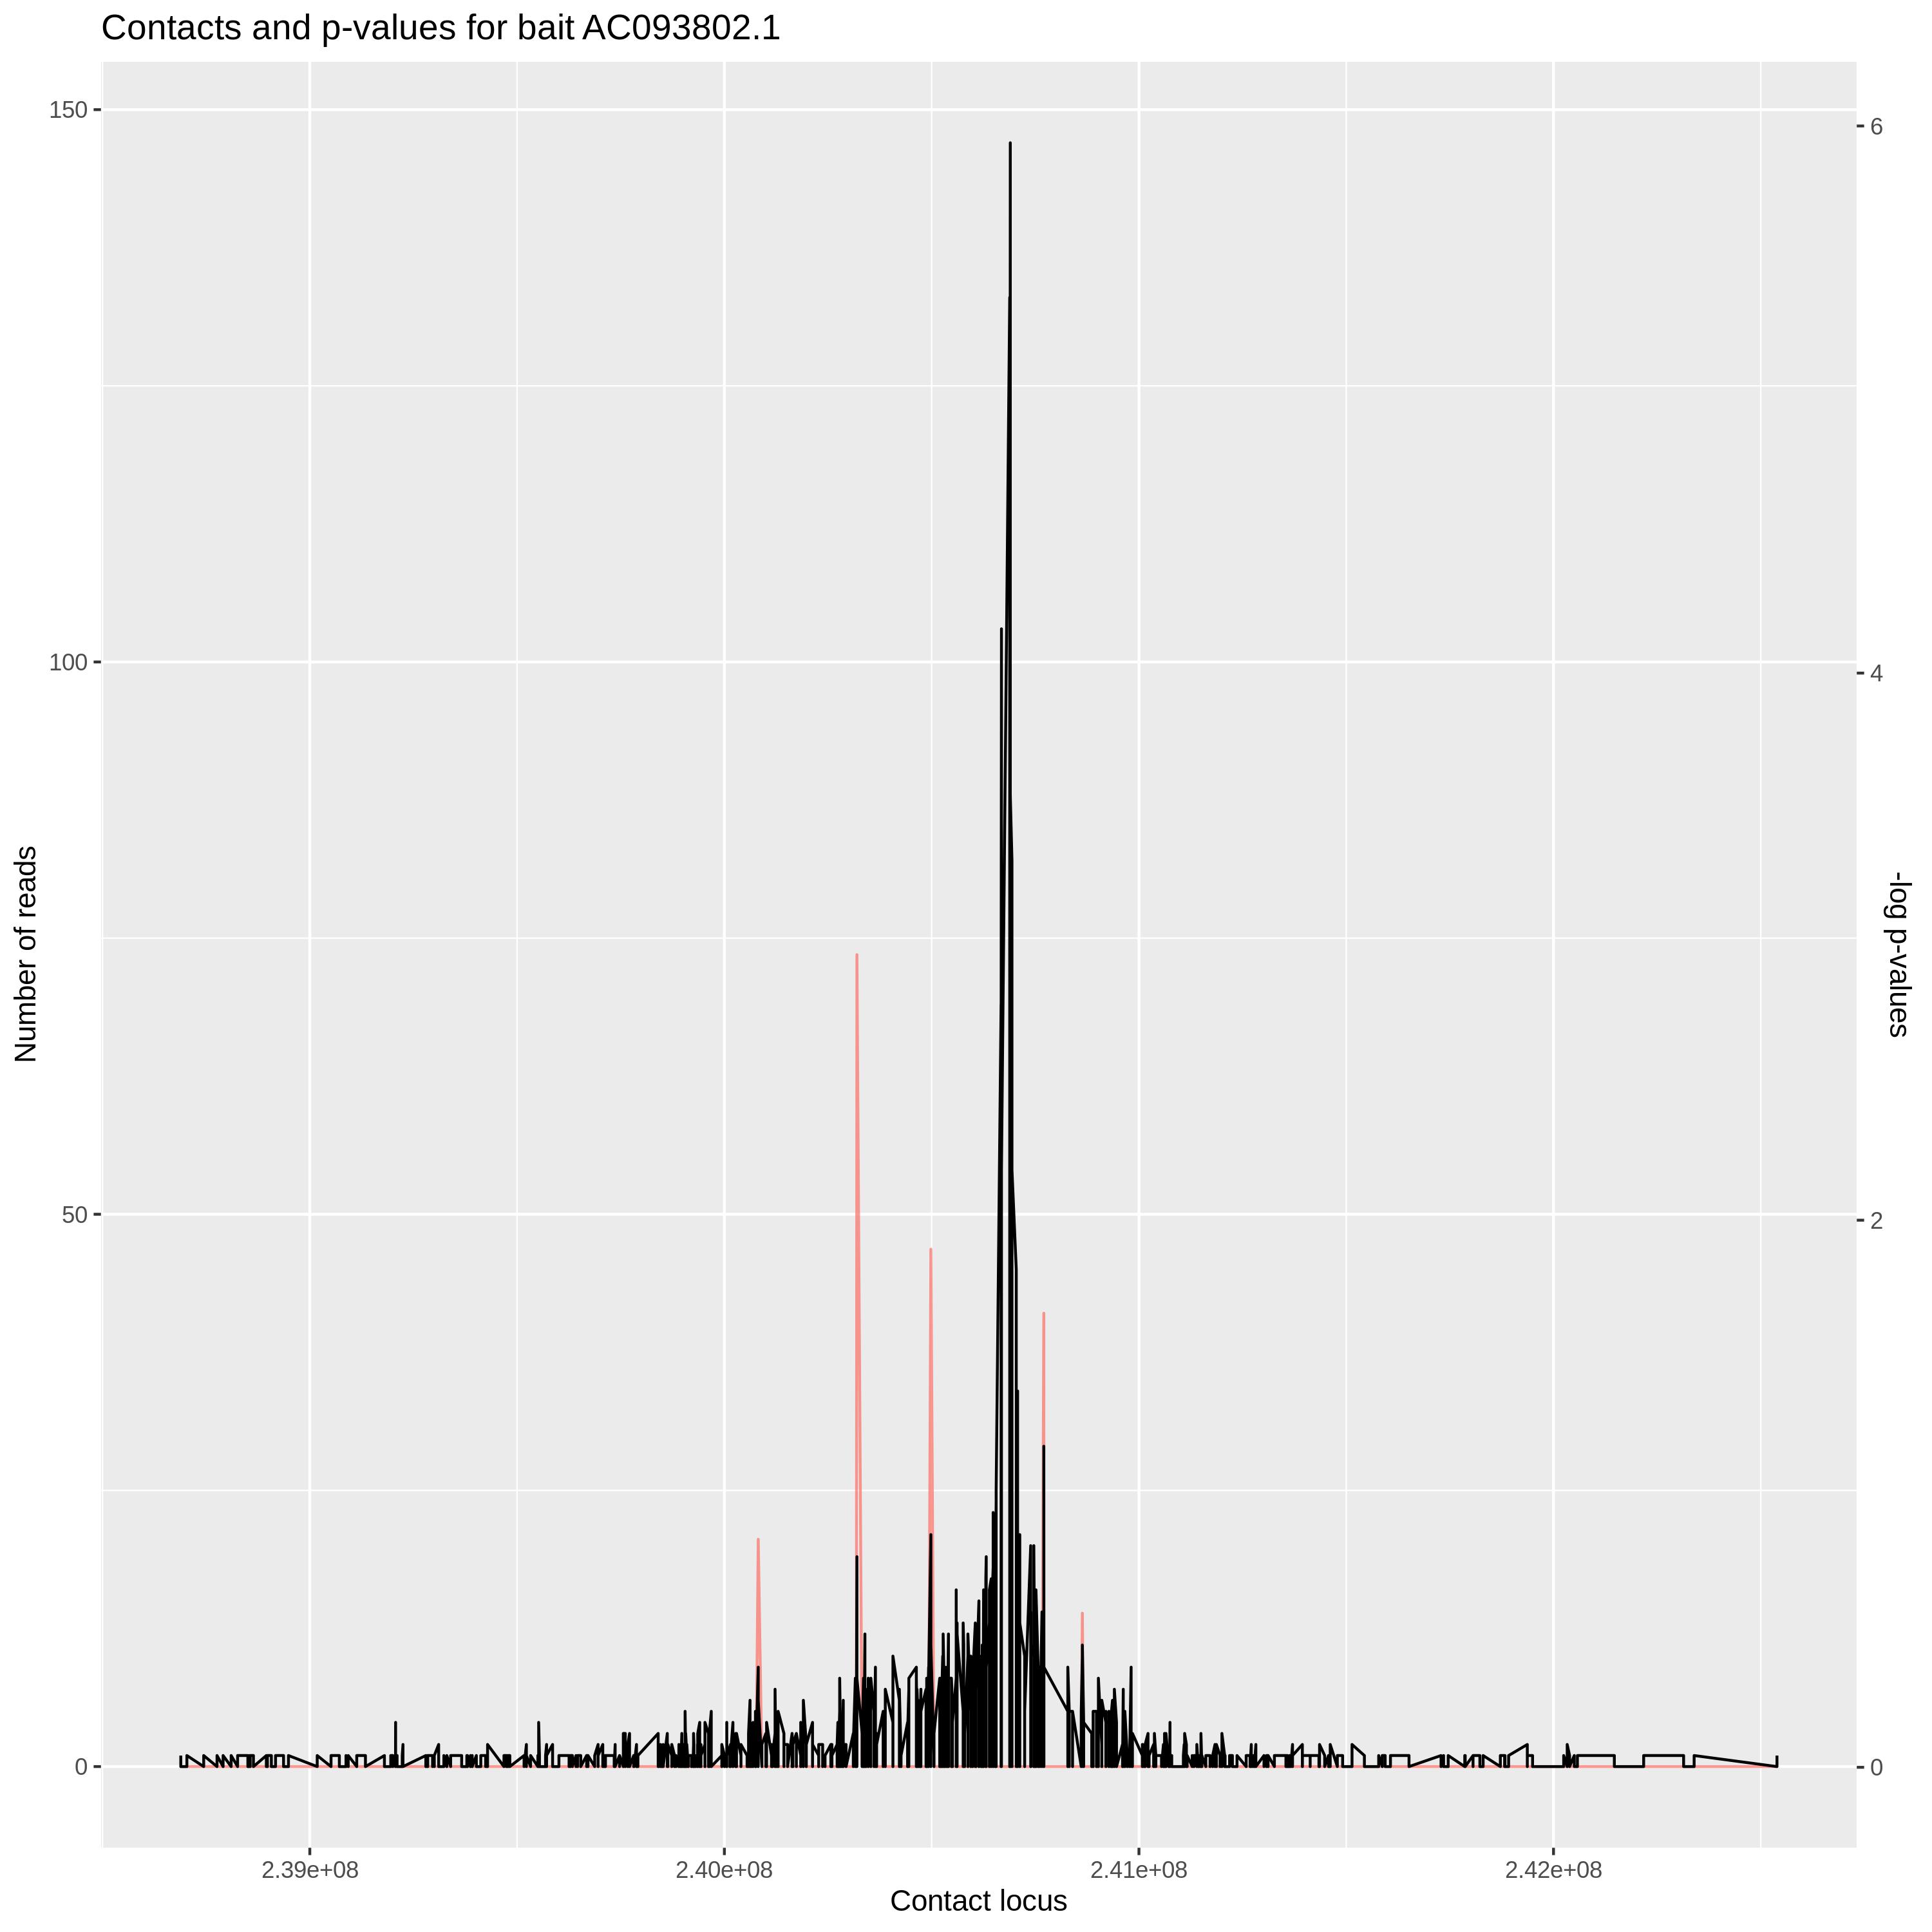 Contacts and p-values for bait AC093802.1
150
100
50
0
Number of reads
6
4
2
0
-log p-values
2.39e+08
2.40e+08
2.41e+08
2.42e+08
Contact locus